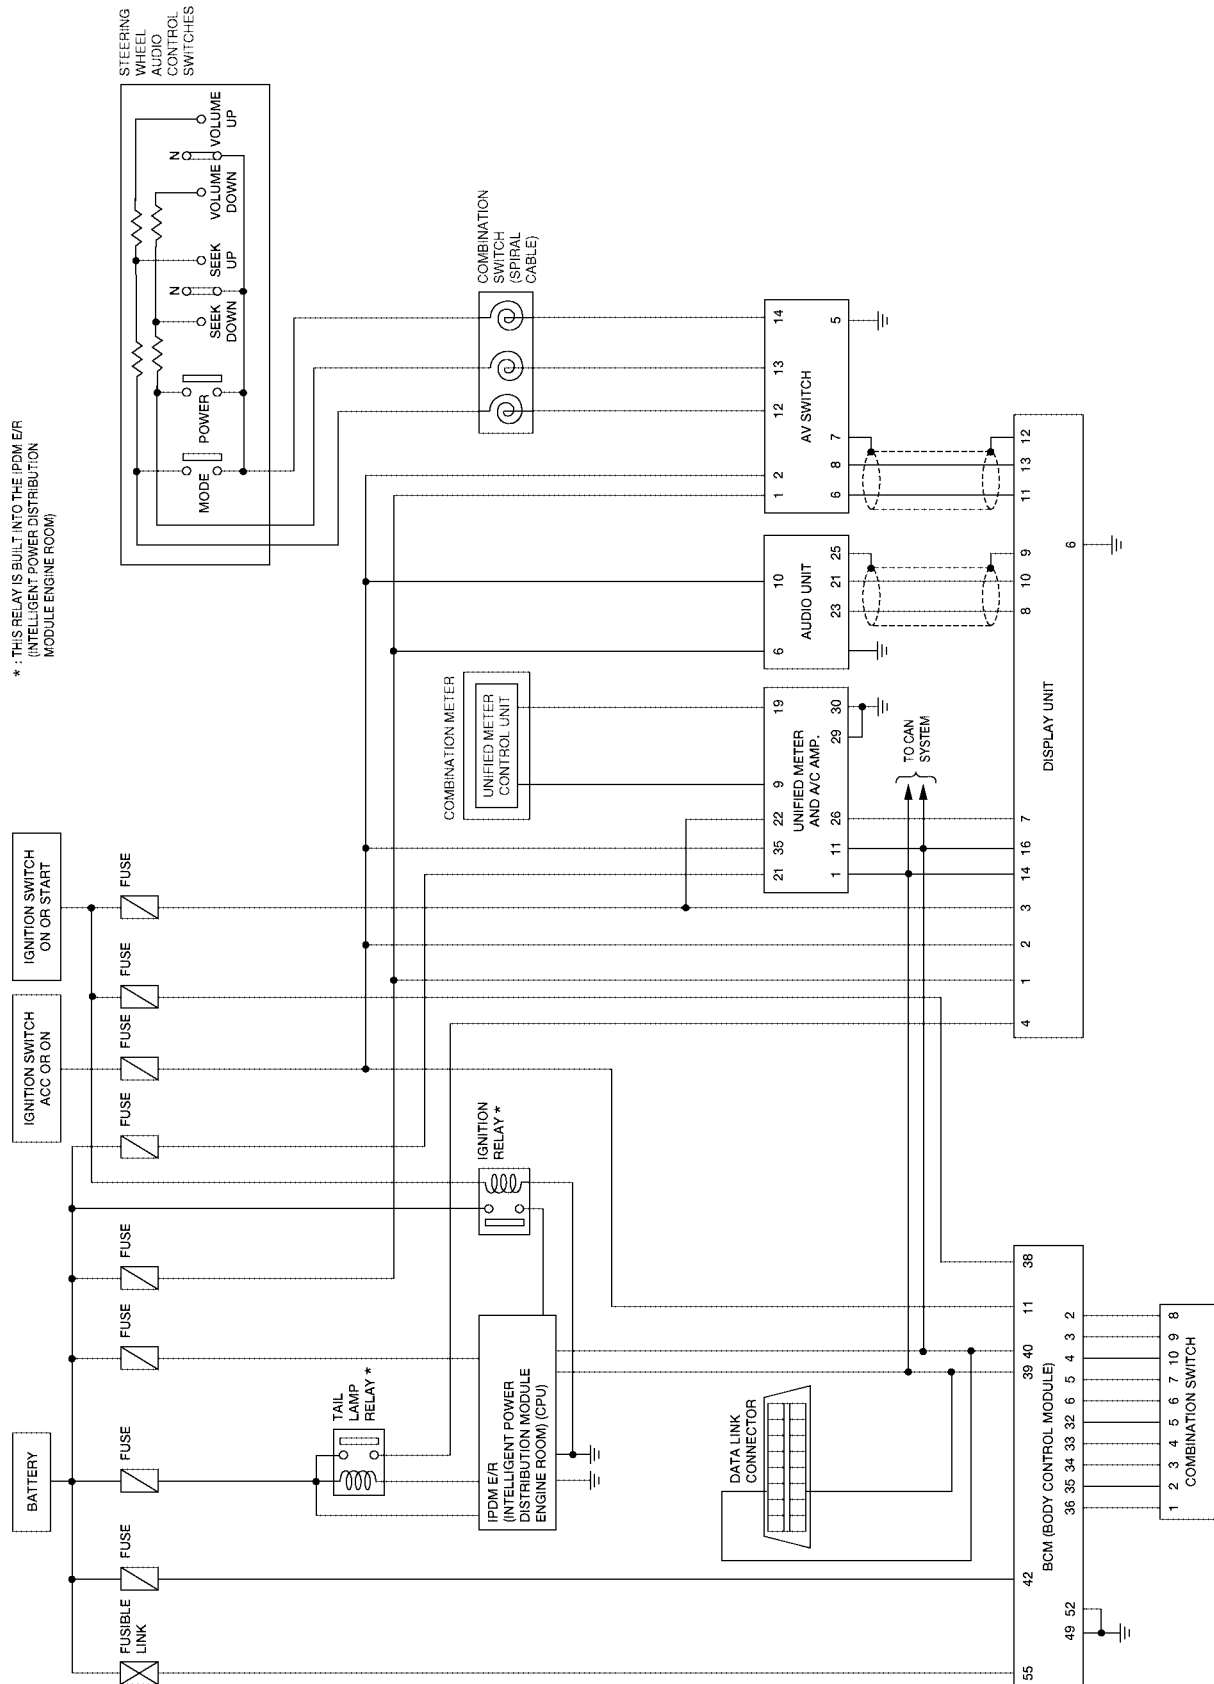 * : THIS RELAY IS BUILT INTO THE IPDM E/R
(INTELLIGENT POWER DISTRIBUTION
MODULE ENGINE ROOM)
BATTERY
IGNITION SWITCH
ACC OR ON
IGNITION SWITCH
ON OR START
FUSIBLE
LINK
FUSE
FUSE
FUSE
FUSE
FUSE
FUSE
FUSE
FUSE
STEERING
WHEEL
AUDIO
CONTROL
SWITCHES
MODE
POWER
SEEK
DOWN
N
SEEK
UP
VOLUME
DOWN
N
VOLUME
UP
TAIL
LAMP
RELAY *
IGNITION
RELAY *
IPDM E/R
(INTELLIGENT POWER
DISTRIBUTION MODULE
ENGINE ROOM) (CPU)
COMBINATION METER
UNIFIED METER
CONTROL UNIT
COMBINATION
SWITCH
(SPIRAL
CABLE)
DATA LINK
CONNECTOR
21 35 22 9 19
UNIFIED METER
AND A/C AMP.
1 11 26 29 30
6 10
AUDIO UNIT
23 21 25
1 2 12 13 14
AV SWITCH
6 8 7 5
TO CAN
SYSTEM
55 42 39 40 11 38
BCM (BODY CONTROL MODULE)
49 52 36 35 34 33 32 6 5 4 3 2
4 1 2 3 14 16 7 8 10 9 11 13 12
DISPLAY UNIT
6
1 2 3 4 5 6 7 10 9 8
COMBINATION SWITCH